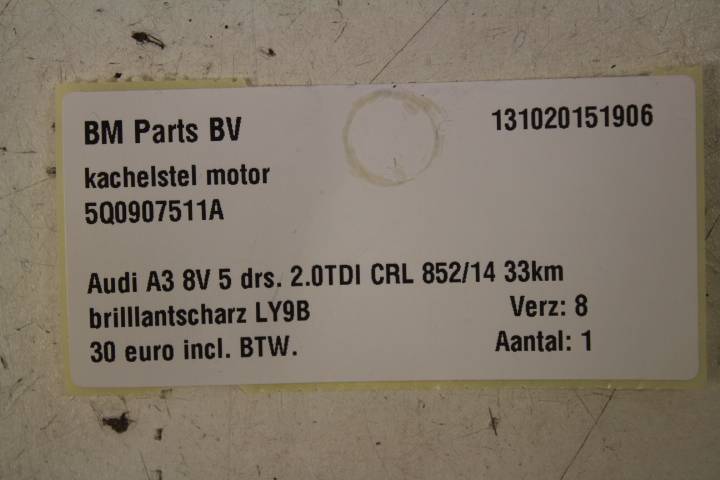 BM Parts BV 131020151906
kachelstel motor
5Q0907511A
Audi A3 8V 5 drs. 2.0TDI CRL 852/14 33km
brilllantscharz LY9B Verz: 8
30 euro incl. BTW. Aantal: 1